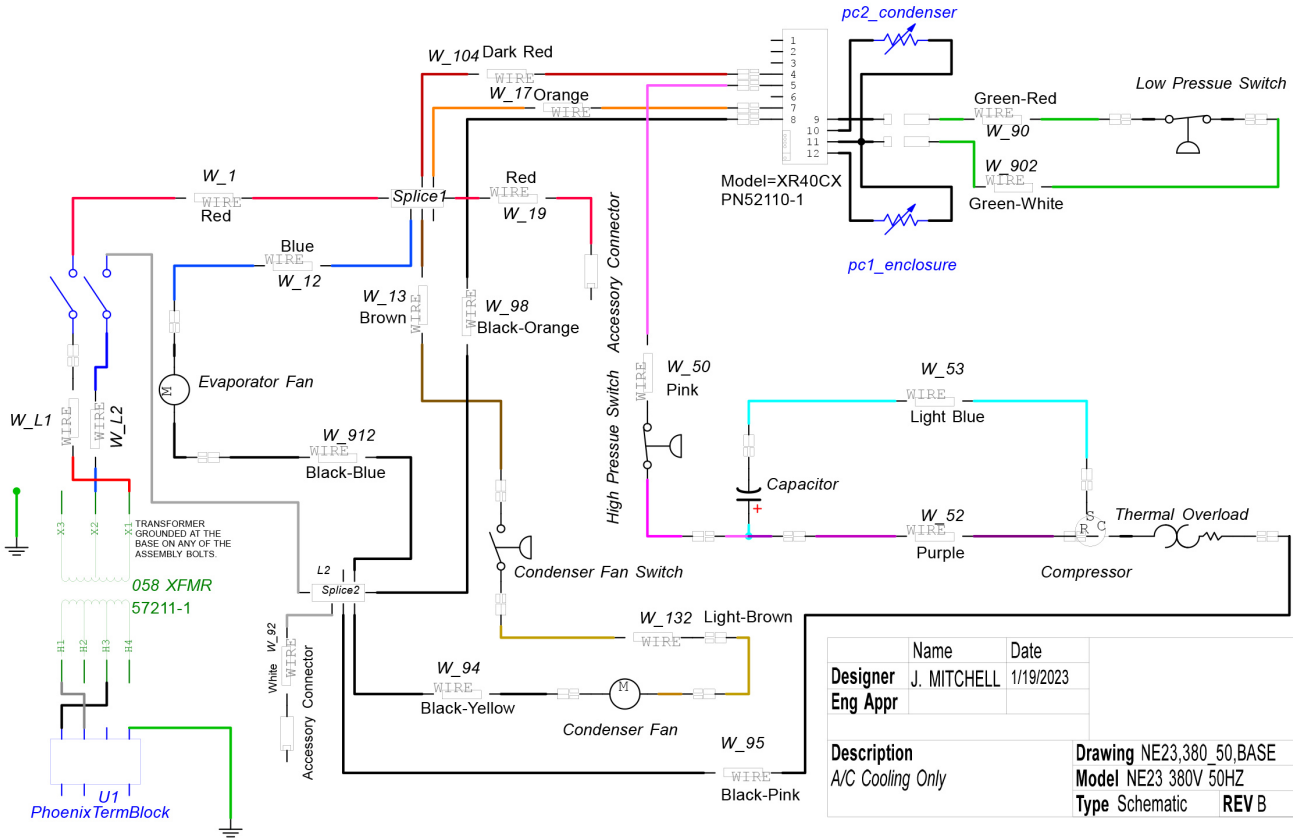 pc2_condenser
W_104 Dark Red
WIRE
W_17 Orange
WIRE
1
2
3
4
5
6
7
8
9
10
11
12
Model=XR40CX
PN52110-1
pc1_enclosure
Low Pressue Switch
Green-Red
WIRE
W_90
W_902
WIRE
Green-White
W_1
WIRE
Red
Splice1
Red
WIRE
W_19
Blue
WIRE
W_12
W_13
Brown
WIRE
WIRE
W_98
Black-Orange
High Pressue Switch
Accessory Connector
WIRE
W_50
Pink
M
Evaporator Fan
W_L1
WIRE
WIRE
W_L2
W_912
WIRE
Black-Blue
W_53
WIRE
Light Blue
Capacitor
+
W_52
WIRE
Purple
S
R
C
Compressor
Thermal Overload
X3
X2
X1
TRANSFORMER
GROUNDED AT THE
BASE ON ANY OF THE
ASSEMBLY BOLTS.
058 XFMR
57211-1
H1
H2
H3
H4
L2
Splice2
Condenser Fan Switch
White
W_92
WIRE
Accessory Connector
W_132
Light-Brown
WIRE
W_94
WIRE
Black-Yellow
M
Condenser Fan
W_95
WIRE
Black-Pink
U1
PhoenixTermBlock
Name Date
Designer J. MITCHELL 1/19/2023
Eng Appr
Description
A/C Cooling Only
Drawing NE23,380_50,BASE
Model NE23 380V 50HZ
Type Schematic REV B